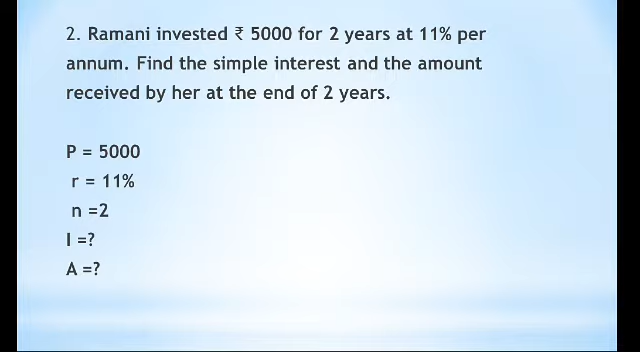 2. Ramani invested ₹ 5000 for 2 years at 11% per
annum. Find the simple interest and the amount
received by her at the end of 2 years.
P = 5000
r = 11%
n =2
I =?
A =?